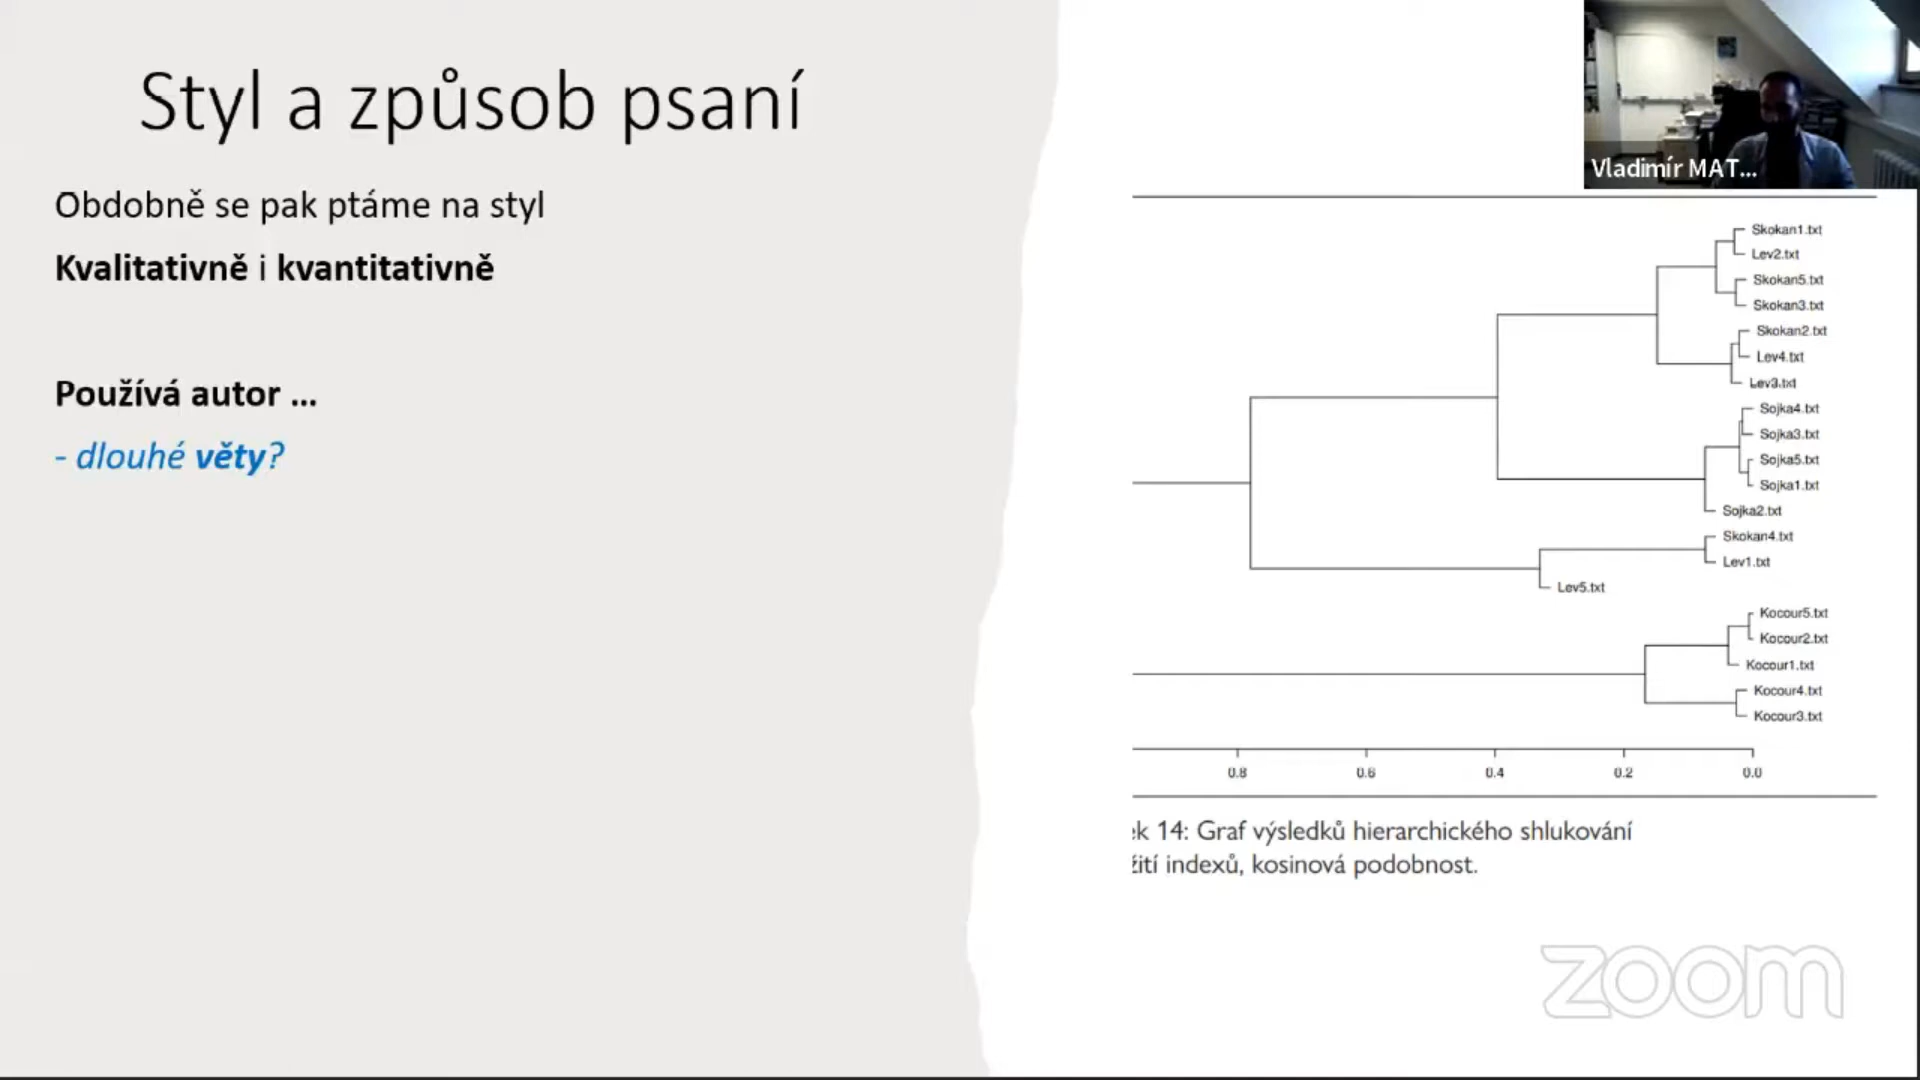 Styl a způsob psaní
Obdobně se pak ptáme na styl
Kvalitativně i kvantitativně
Používá autor ...
- dlouhé věty?
Vladimír MAT...
Skokan1.txt
Lev2.txt
Skokan5.txt
Skokan3.txt
Skokan2.txt
Lev4.txt
Lev3.txt
Sojka4.txt
Sojka3.txt
Sojka5.txt
Sojka1.txt
Sojka2.txt
Skokan4.txt
Lev1.txt
Lev5.txt
Kocour5.txt
Kocour2.txt
Kocour1.txt
Kocour4.txt
Kocour3.txt
0.8 0.6 0.4 0.2 0.0
ek 14: Graf výsledků hierarchického shlukování
žití indexů, kosinová podobnost.
zoom